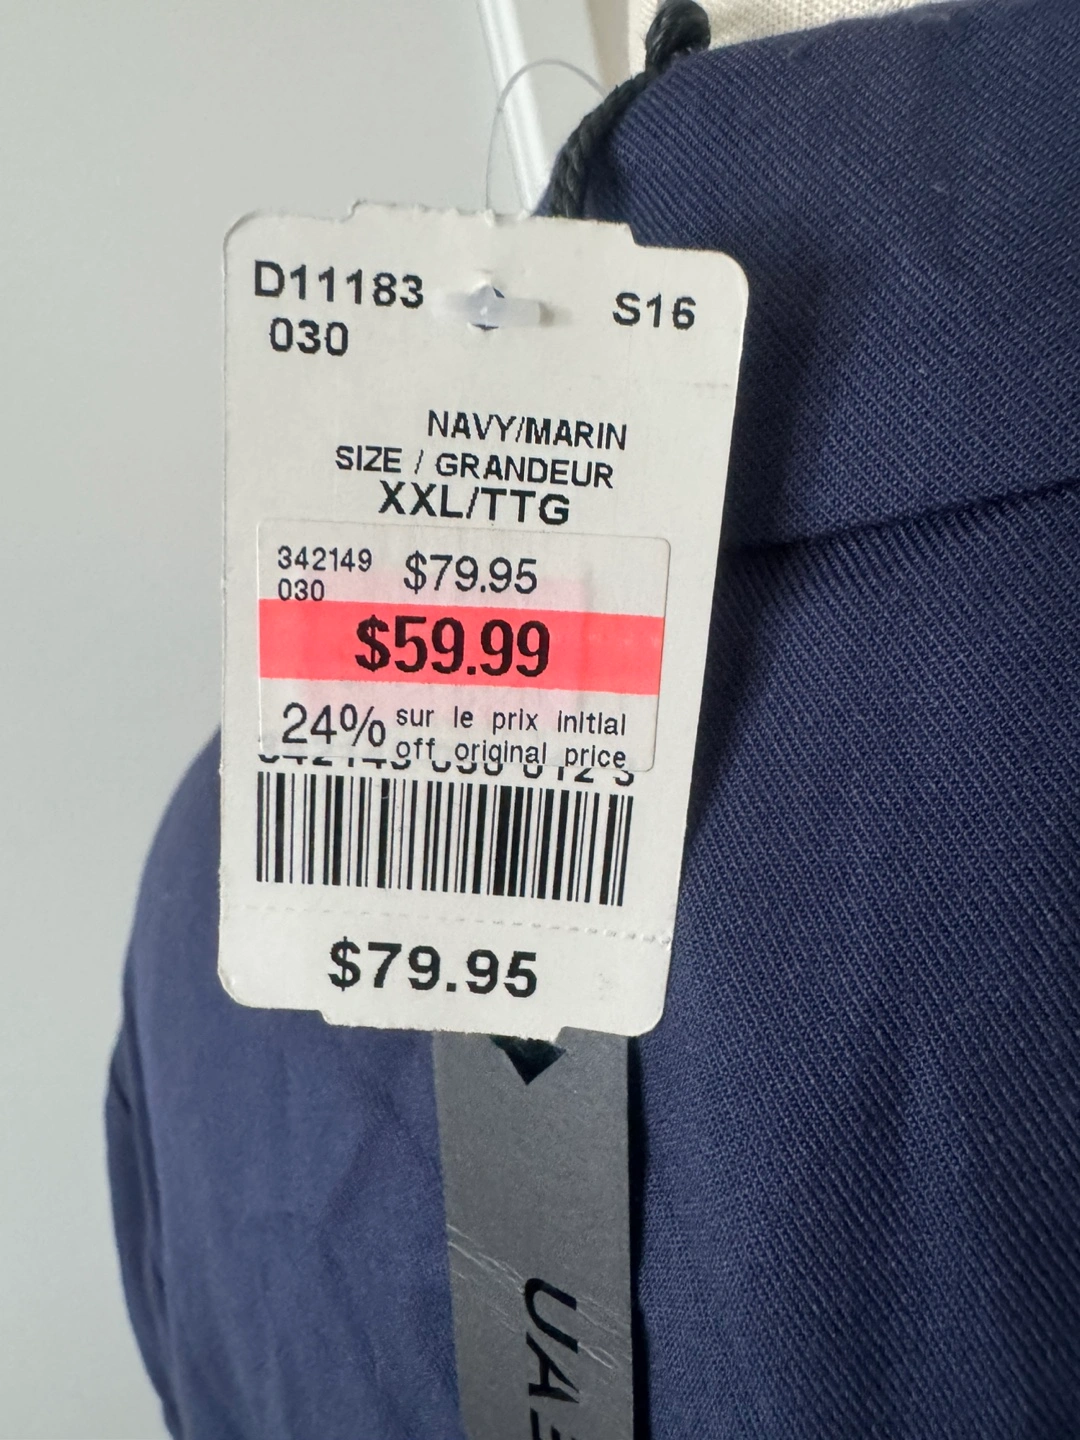 D11183
S16
030
NAVY/MARIN
SIZE / GRANDEUR
XXL/TTG
342149 $79.95
030
$59.99
24% sur le prix initial
off original price
$79.95